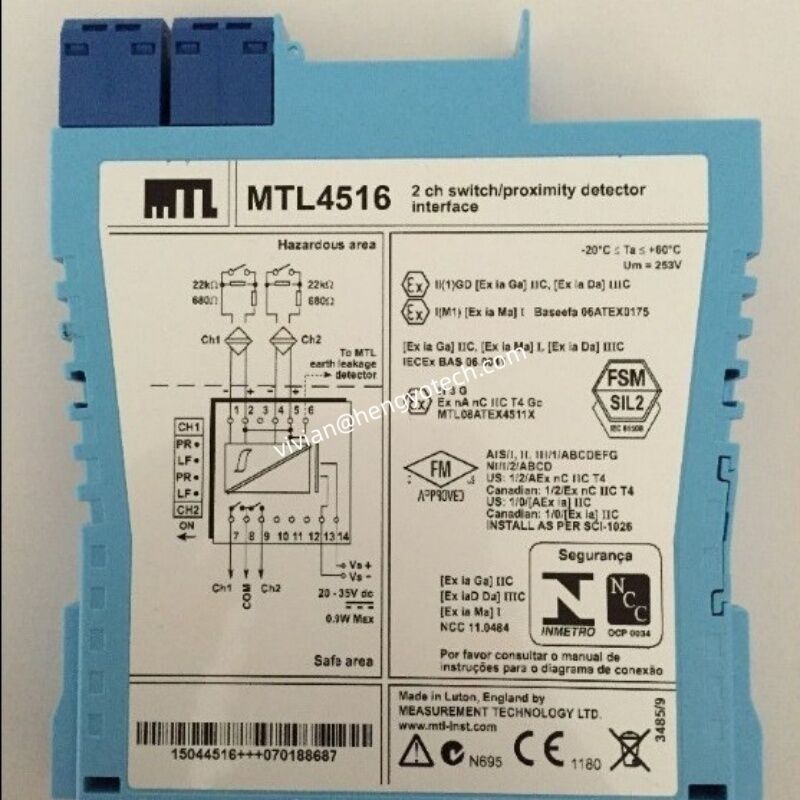 MTL
MTL4516
2 ch switch/proximity detector
interface
Hazardous area
22kΩ
22kΩ
680Ω
680Ω
Ch1
Ch2
To MTL
earth leakage
detector
- + - +
1 2 3 4 5 6
CH1
PR
LF
PR
LF
CH2
ON
7 8 9 10 11 12 13 14
Ch1
COM
Ch2
Vs +
Vs -
20 - 35V dc
0.9W Max
Safe area
-20°C ≤ Ta ≤ +60°C
Um = 253V
Ex II(1)GD [Ex ia Ga] IIC, [Ex ia Da] IIIC
Ex I(M1) [Ex ia Ma] I Baseefa 06ATEX0175
[Ex ia Ga] IIC, [Ex ia Ma] I, [Ex ia Da] IIIC
IECEx BAS 06
FSM
SIL2
IEC 61508
Ex 3 G
Ex nA nC IIC T4 Gc
MTL08ATEX4511X
FM
APPROVED
AIS/I, II, III/1/ABCDEFG
NI/I/2/ABCD
US: 1/2/AEx nC IIC T4
Canadian: 1/2/Ex nC IIC T4
US: 1/0/[AEx ia] IIC
Canadian: 1/0/[Ex ia] IIC
INSTALL AS PER SCI-1026
[Ex ia Ga] IIC
[Ex iaD Da] IIIC
[Ex ia Ma] I
NCC 11.0484
Segurança
INMETRO
NCC
OCP 0034
Por favor consultar o manual de
instruções para o diagrama de conexão
15044516+++070188687
Made in Luton, England by
MEASUREMENT TECHNOLOGY LTD.
www.mtl-inst.com
N695
CE
1180
3485/9
vivian@hengyotech.com